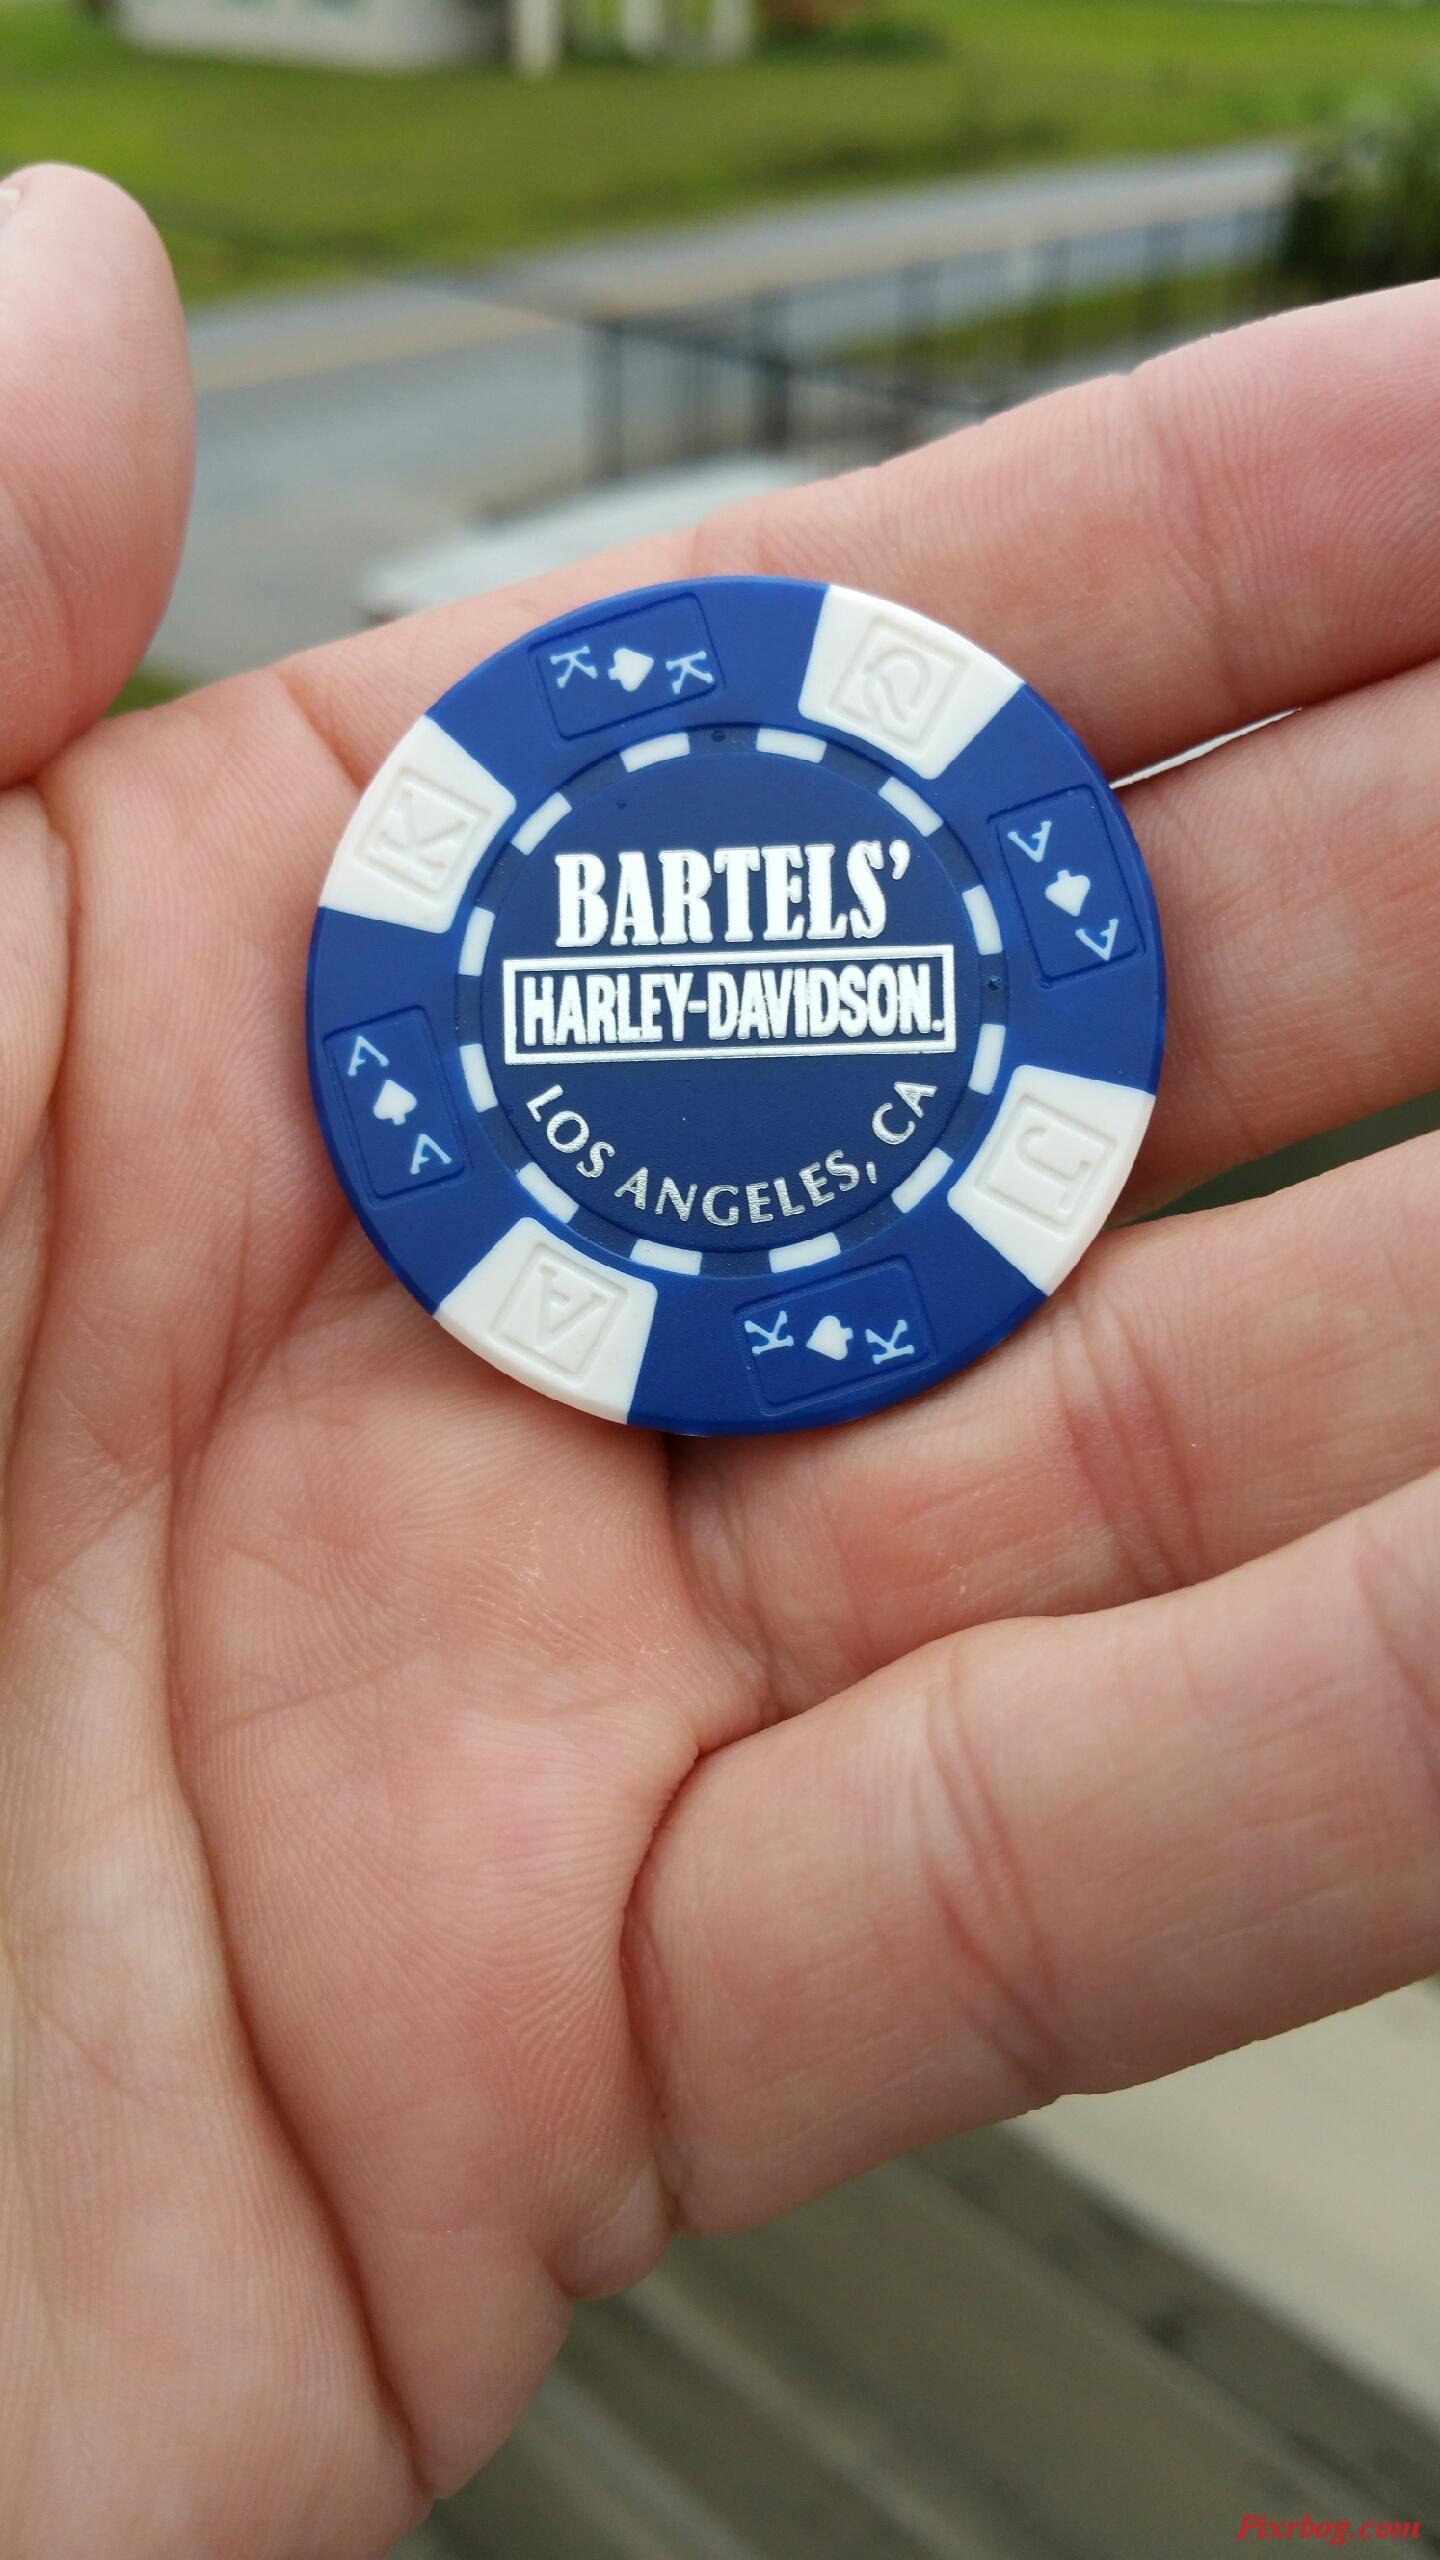 K ♠ K
Q
K
A ♠ A
BARTELS'
HARLEY-DAVIDSON.
A ♠ A
LOS ANGELES, CA
J
A
K ♠ K
Pixrbog.com